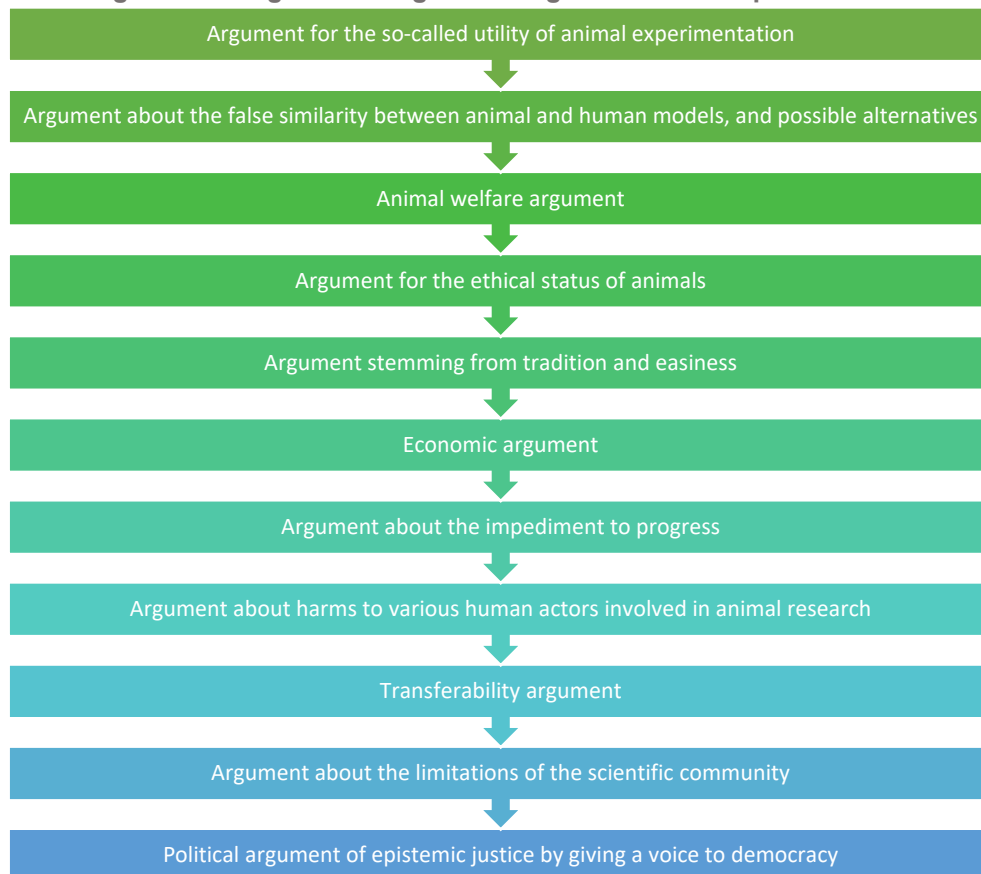 Argument for the so-called utility of animal experimentation
Argument about the false similarity between animal and human models, and possible alternatives
Animal welfare argument
Argument for the ethical status of animals
Argument stemming from tradition and easiness
Economic argument
Argument about the impediment to progress
Argument about harms to various human actors involved in animal research
Transferability argument
Argument about the limitations of the scientific community
Political argument of epistemic justice by giving a voice to democracy